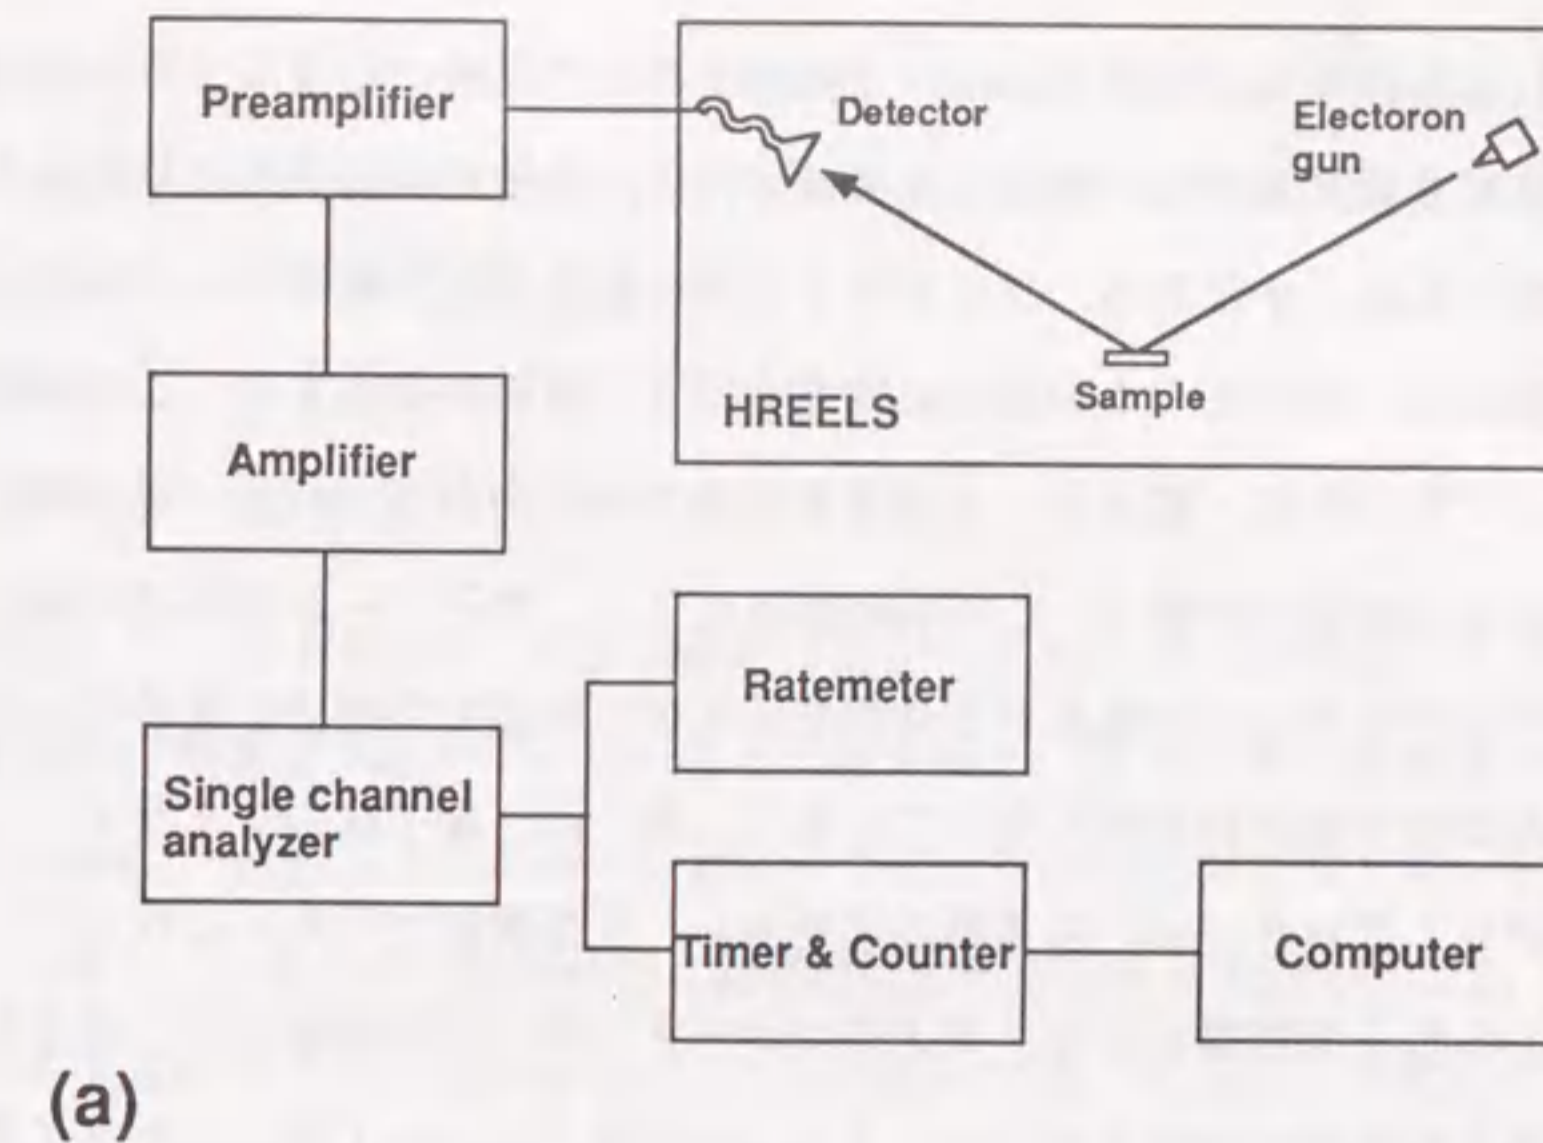 Preamplifier
Detector
Electoron
gun
Sample
HREELS
Amplifier
Ratemeter
Single channel
analyzer
Timer & Counter
Computer
(a)